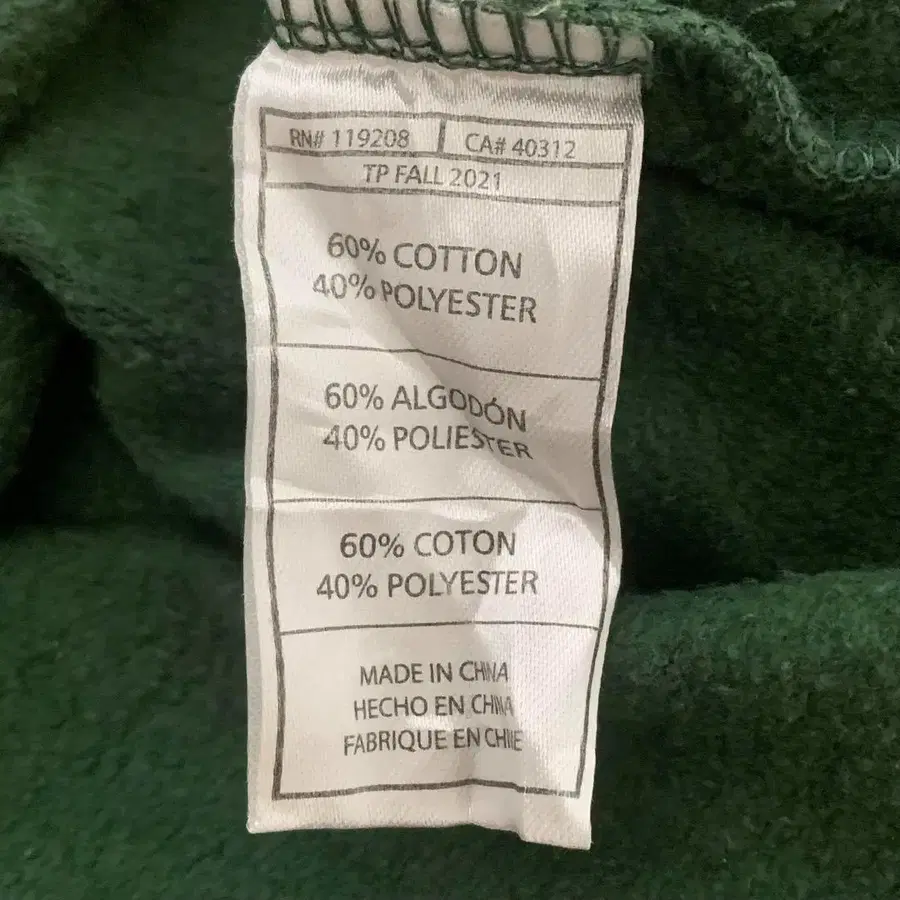 RN# 119208 CA# 40312
TP FALL 2021
60% COTTON
40% POLYESTER
60% ALGODÓN
40% POLIESTER
60% COTON
40% POLYESTER
MADE IN CHINA
HECHO EN CHINA
FABRIQUE EN CHINE